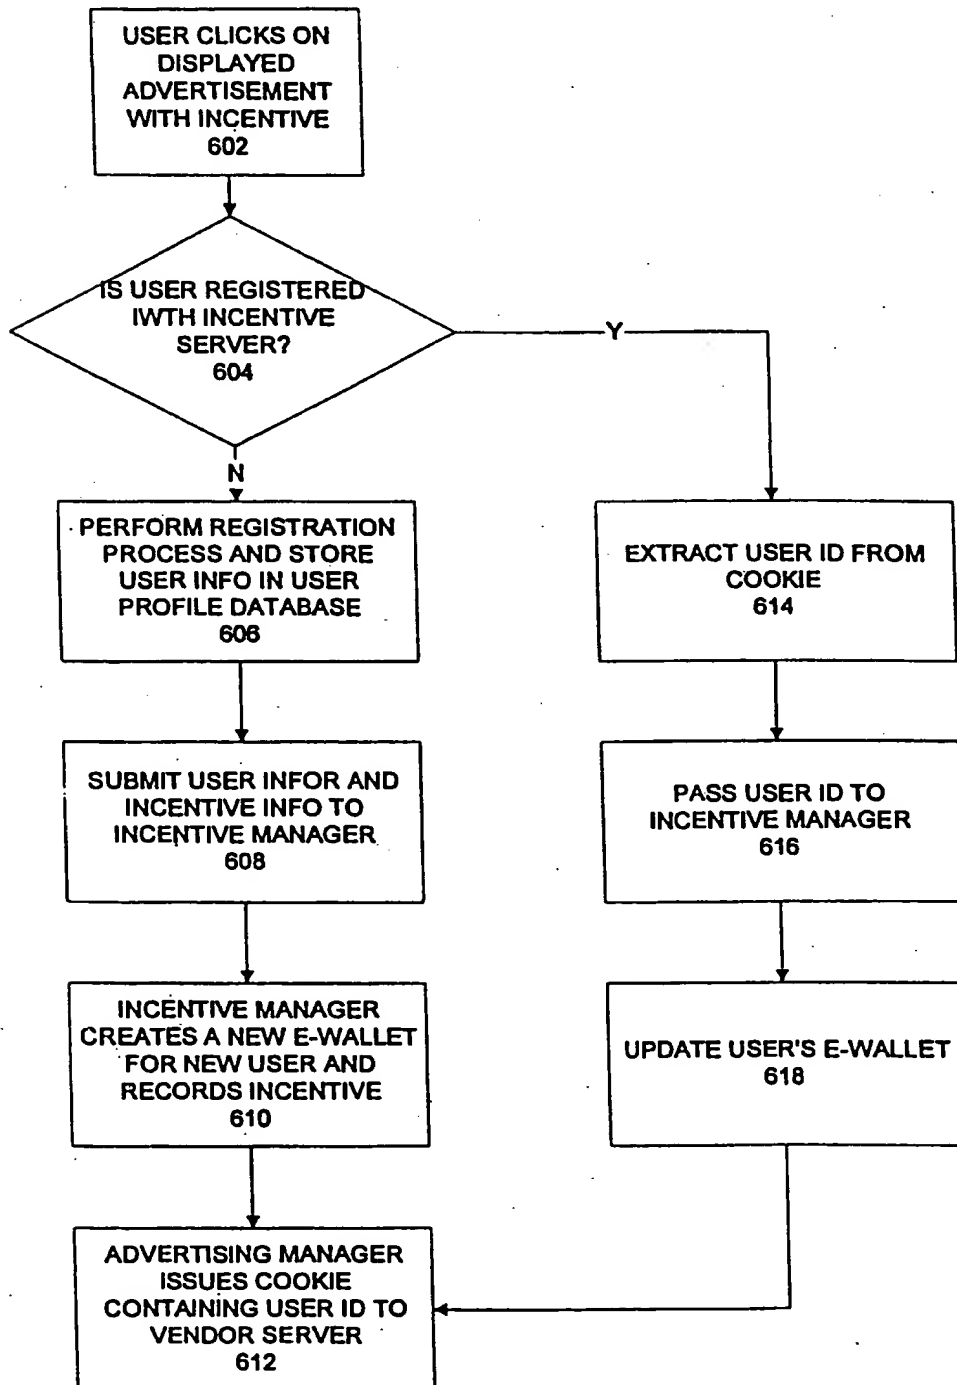 USER CLICKS ON
DISPLAYED
ADVERTISEMENT
WITH INCENTIVE
602
IS USER REGISTERED
IWTH INCENTIVE
SERVER?
604
Y
N
PERFORM REGISTRATION
PROCESS AND STORE
USER INFO IN USER
PROFILE DATABASE
606
EXTRACT USER ID FROM
COOKIE
614
SUBMIT USER INFOR AND
INCENTIVE INFO TO
INCENTIVE MANAGER
608
PASS USER ID TO
INCENTIVE MANAGER
616
INCENTIVE MANAGER
CREATES A NEW E-WALLET
FOR NEW USER AND
RECORDS INCENTIVE
610
UPDATE USER'S E-WALLET
618
ADVERTISING MANAGER
ISSUES COOKIE
CONTAINING USER ID TO
VENDOR SERVER
612